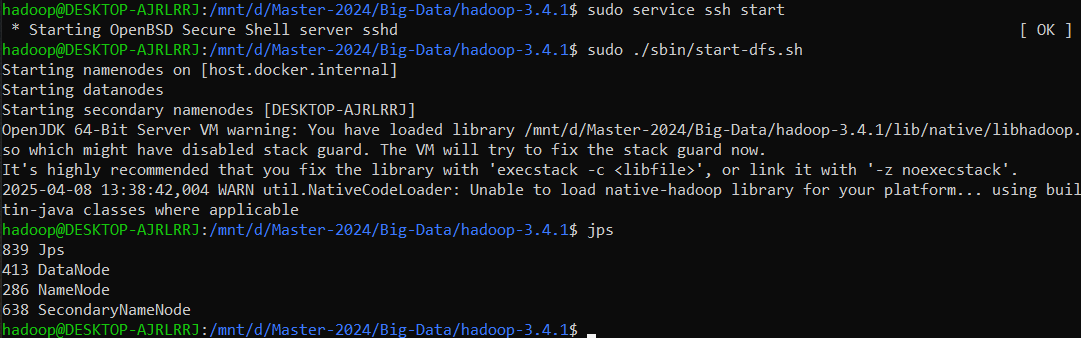 hadoop@DESKTOP-AJRLRRJ:/mnt/d/Master-2024/Big-Data/hadoop-3.4.1$ sudo service ssh start
 * Starting OpenBSD Secure Shell server sshd [ OK ]
hadoop@DESKTOP-AJRLRRJ:/mnt/d/Master-2024/Big-Data/hadoop-3.4.1$ sudo ./sbin/start-dfs.sh
Starting namenodes on [host.docker.internal]
Starting datanodes
Starting secondary namenodes [DESKTOP-AJRLRRJ]
OpenJDK 64-Bit Server VM warning: You have loaded library /mnt/d/Master-2024/Big-Data/hadoop-3.4.1/lib/native/libhadoop.
so which might have disabled stack guard. The VM will try to fix the stack guard now.
It's highly recommended that you fix the library with 'execstack -c <libfile>', or link it with '-z noexecstack'.
2025-04-08 13:38:42,004 WARN util.NativeCodeLoader: Unable to load native-hadoop library for your platform... using buil
tin-java classes where applicable
hadoop@DESKTOP-AJRLRRJ:/mnt/d/Master-2024/Big-Data/hadoop-3.4.1$ jps
839 Jps
413 DataNode
286 NameNode
638 SecondaryNameNode
hadoop@DESKTOP-AJRLRRJ:/mnt/d/Master-2024/Big-Data/hadoop-3.4.1$